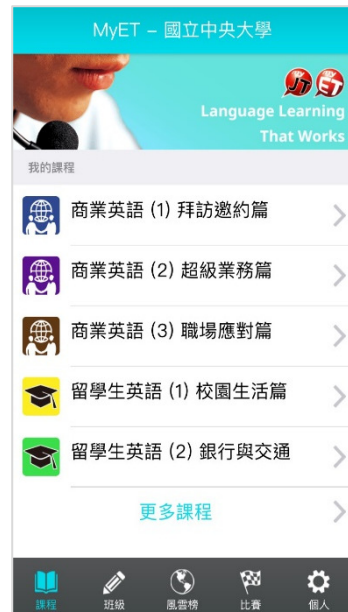 MyET – 國立中央大學
JT ET
Language Learning
That Works
我的課程
商業英語 (1) 拜訪邀約篇
商業英語 (2) 超級業務篇
商業英語 (3) 職場應對篇
留學生英語 (1) 校園生活篇
留學生英語 (2) 銀行與交通
更多課程
課程 班級 風雲榜 比賽 個人